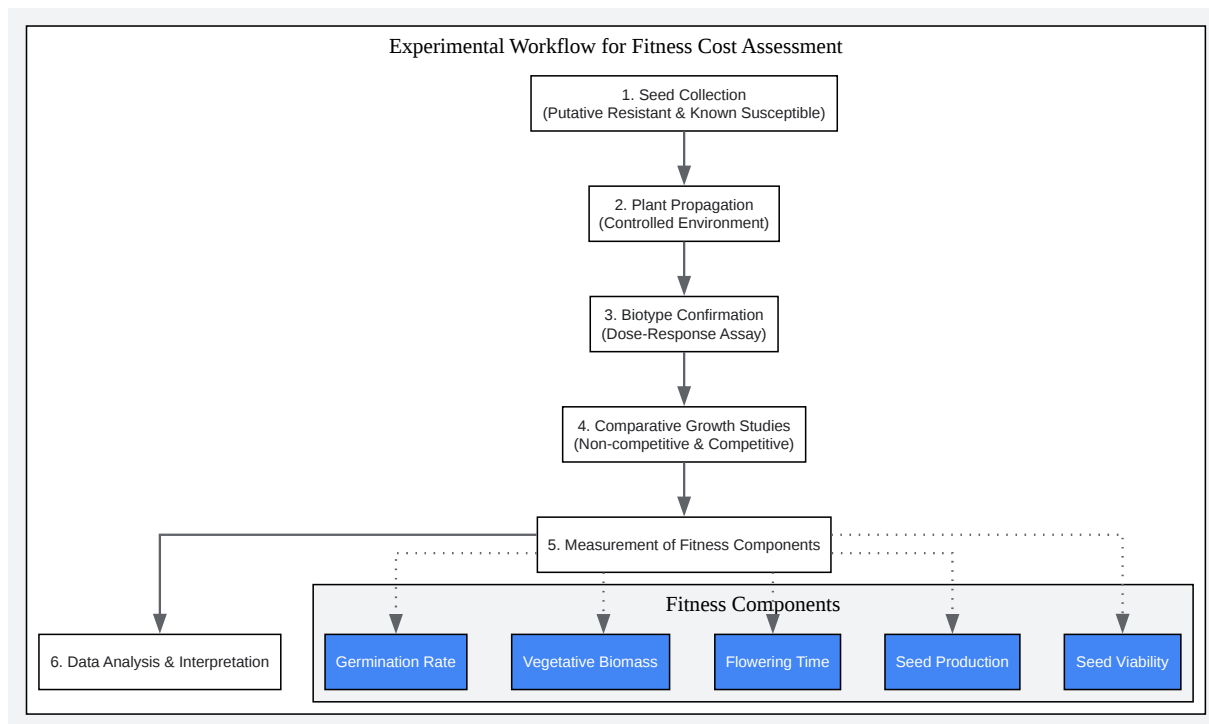 Experimental Workflow for Fitness Cost Assessment
1. Seed Collection
(Putative Resistant & Known Susceptible)
2. Plant Propagation
(Controlled Environment)
3. Biotype Confirmation
(Dose-Response Assay)
4. Comparative Growth Studies
(Non-competitive & Competitive)
5. Measurement of Fitness Components
Fitness Components
6. Data Analysis & Interpretation
Germination Rate
Vegetative Biomass
Flowering Time
Seed Production
Seed Viability